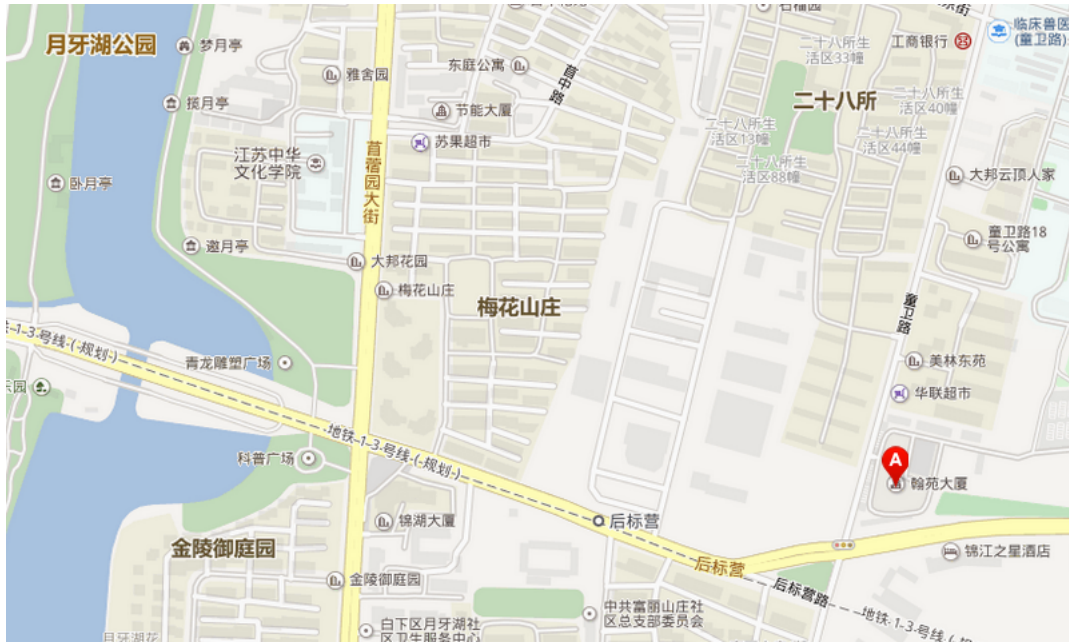 月牙湖公园
梦月亭
雅舍园
东庭公寓
苜中路
石榴园
二十八所生
活区33幢
工商银行
临床兽医
(童卫路)
揽月亭
节能大厦
苏果超市
二十八所
二十八所生
活区40幢
二十八所生
活区13幢
二十八所生
活区44幢
江苏中华
文化学院
苜蓿园大街
二十八所生
活区88幢
卧月亭
大邦云顶人家
邀月亭
大邦花园
童卫路18
号公寓
梅花山庄
梅花山庄
童卫路
地铁-1-3-号线-(-规划-)
青龙雕塑广场
美林东苑
乐园
华联超市
地铁-1-3-号线-(-规划-)
科普广场
A
翰苑大厦
锦湖大厦
后标营
金陵御庭园
后标营
锦江之星酒店
金陵御庭园
后标营路
中共富丽山庄社
区总支部委员会
地铁-1-3-号线-(-规划-)
白下区月牙湖社
区卫生服务中心
月牙湖花